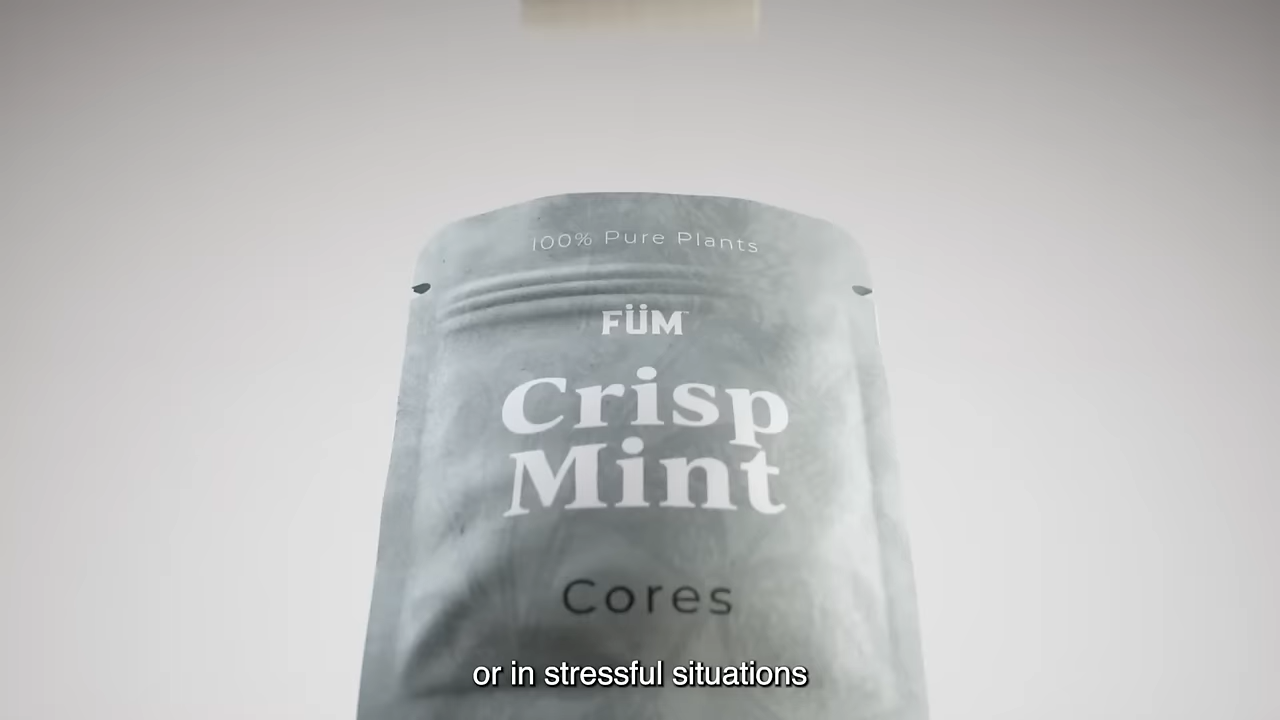 100% Pure Plants
FÜM
Crisp
Mint
Cores
or in stressful situations